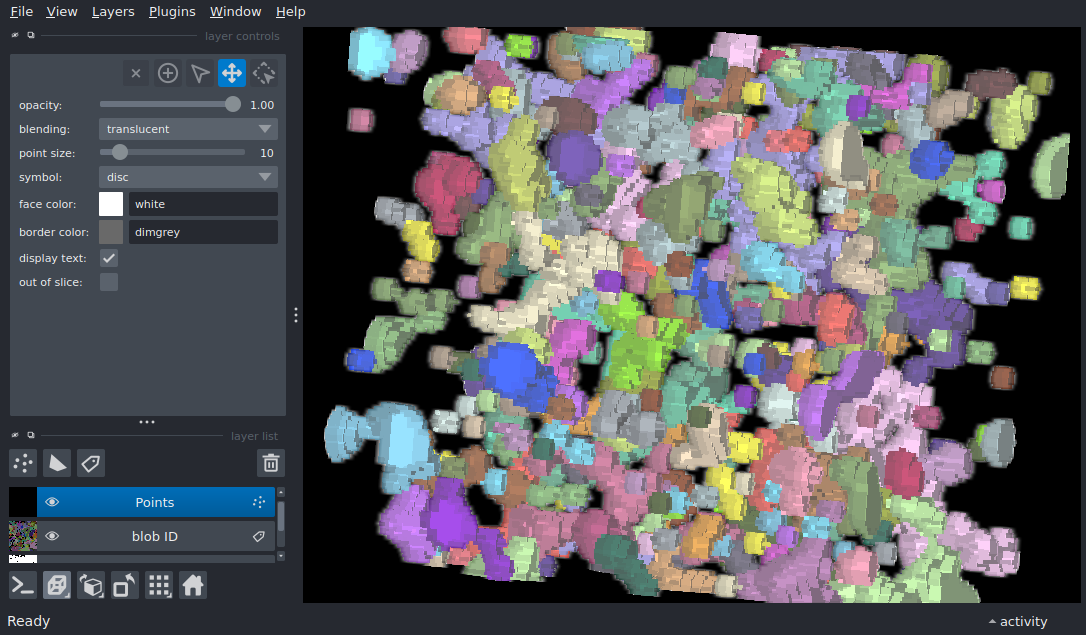 File View Layers Plugins Window Help
layer controls
opacity: 1.00
blending: translucent
point size: 10
symbol: disc
face color: white
border color: dimgrey
display text:
out of slice:
layer list
Points
blob ID
Ready
activity